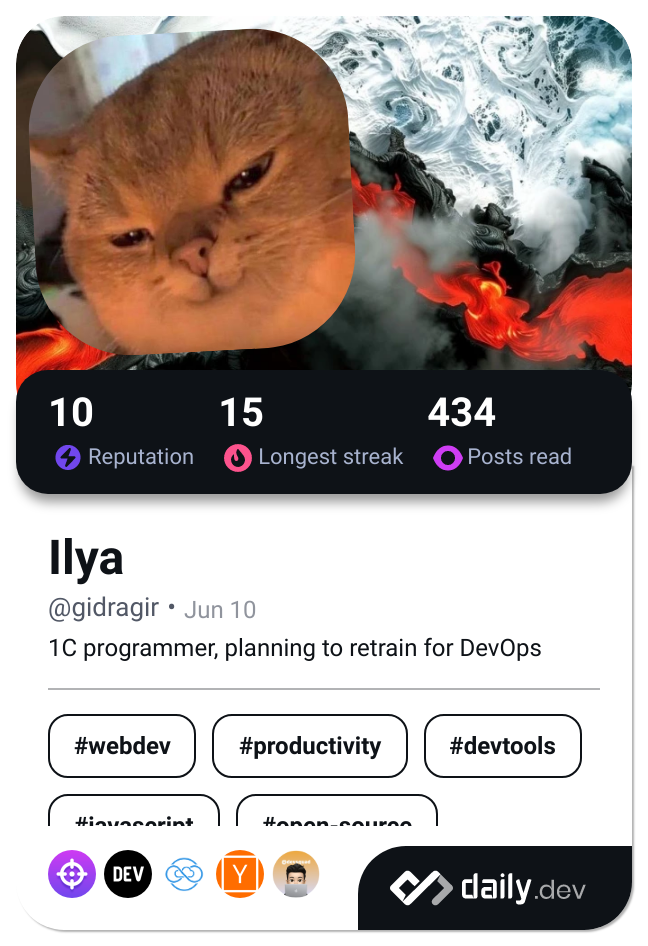 10 15 434
Reputation Longest streak Posts read
Ilya
@gidragir • Jun 10
1C programmer, planning to retrain for DevOps
#webdev #productivity #devtools
#javascript #open-source
DEV Y daily.dev